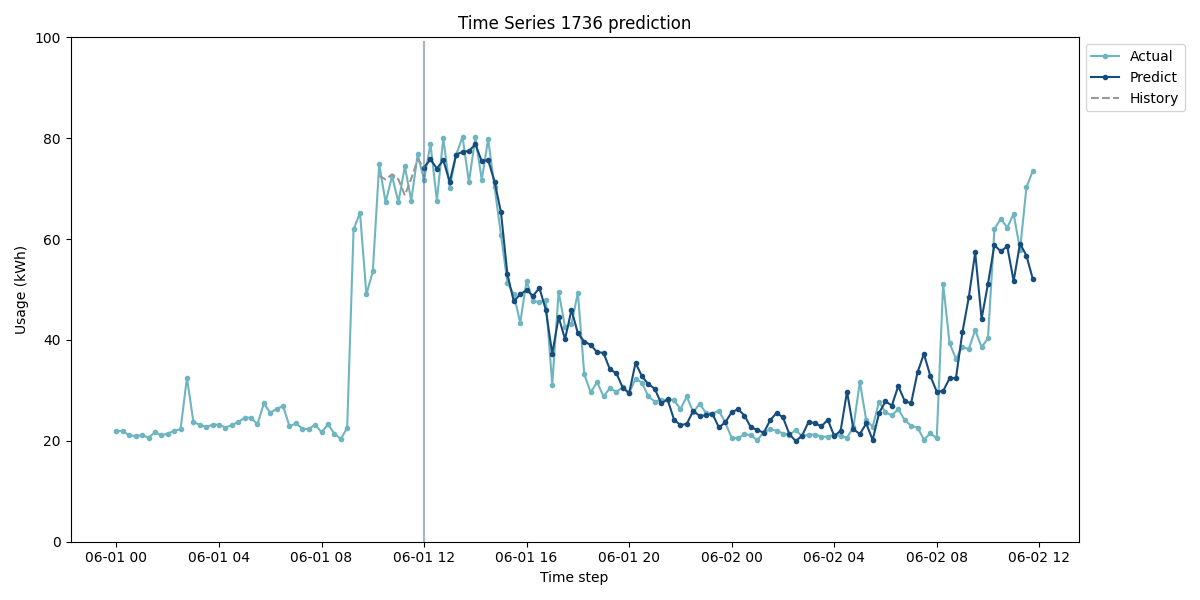 Time Series 1736 prediction
Usage (kWh)
100
80
60
40
20
0
06-01 00
06-01 04
06-01 08
06-01 12
06-01 16
06-01 20
06-02 00
06-02 04
06-02 08
06-02 12
Time step
Actual
Predict
History